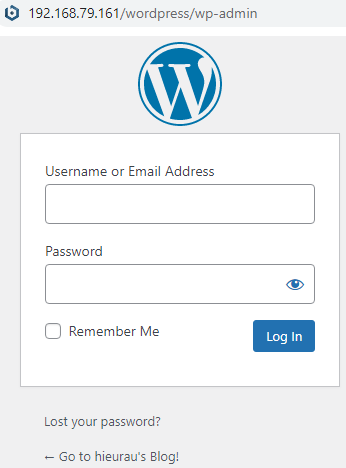 192.168.79.161/wordpress/wp-admin
Username or Email Address
Password
Remember Me
Log In
Lost your password?
← Go to hieurau's Blog!